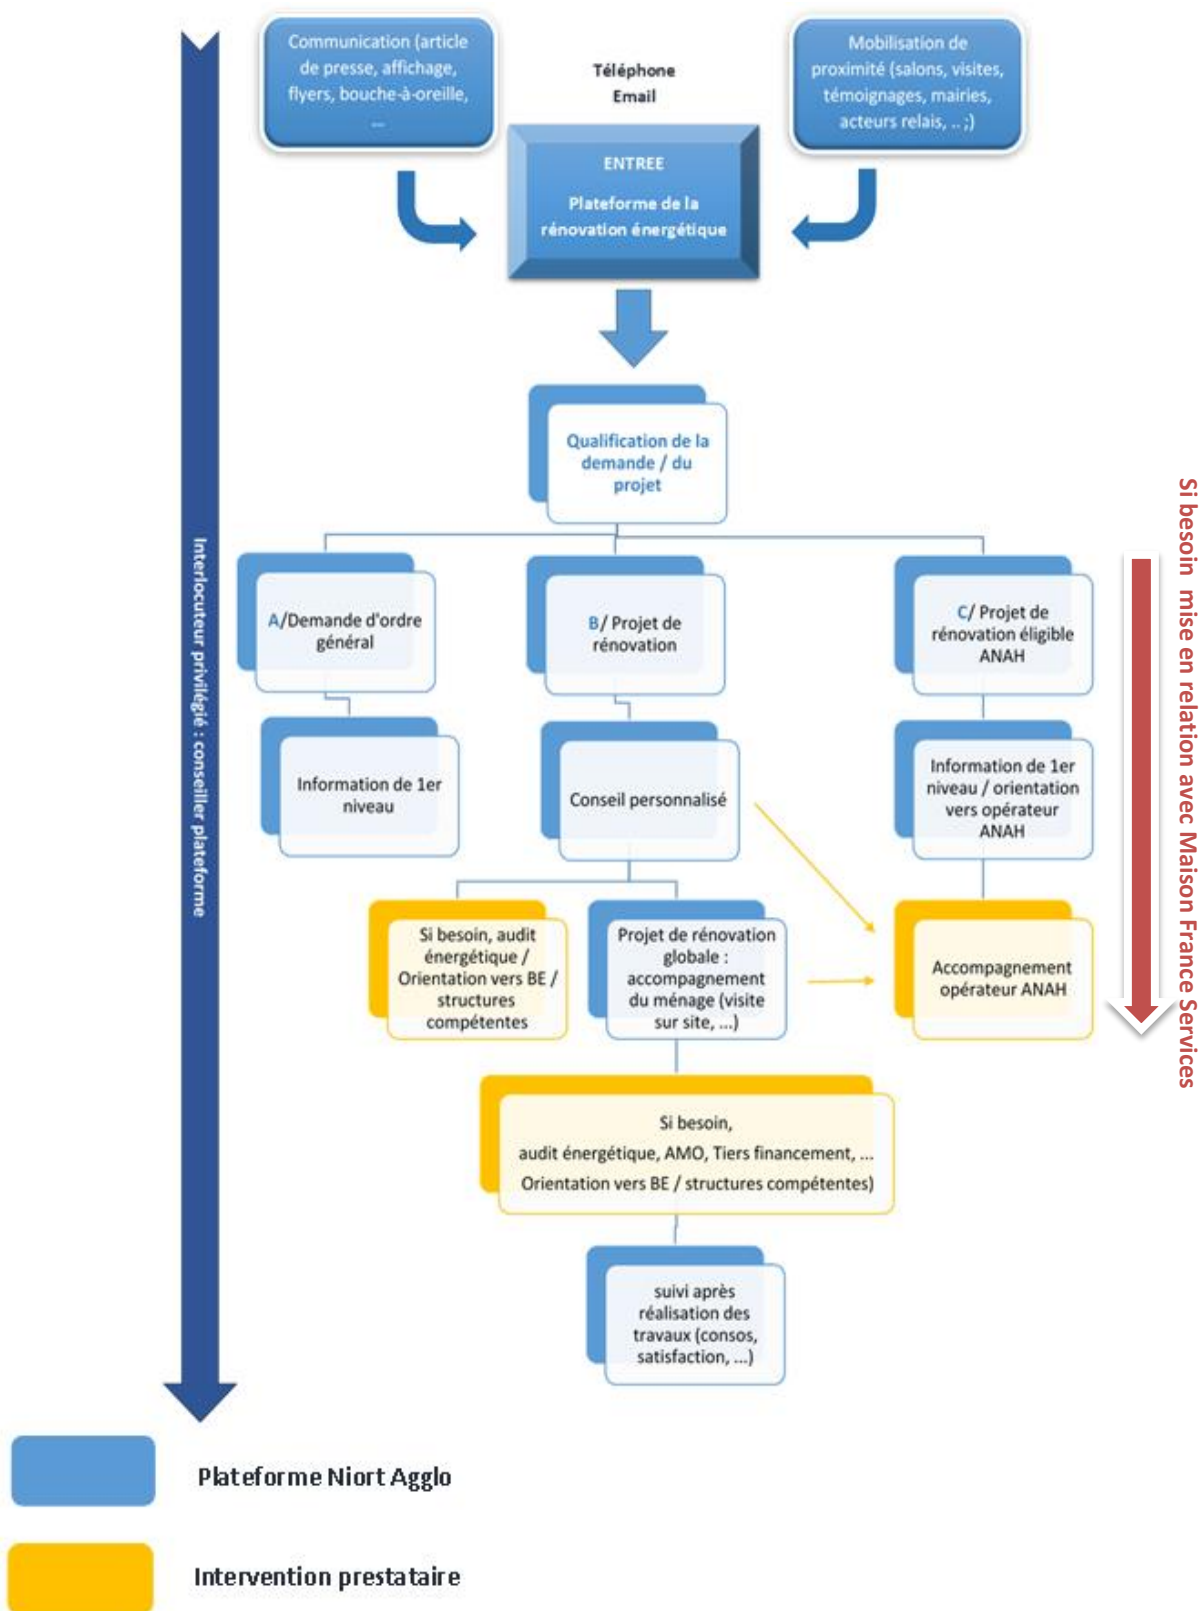 Communication (article
de presse, affichage,
flyers, bouche-à-oreille,
...
Téléphone
Email
Mobilisation de
proximité (salons, visites,
témoignages, mairies,
acteurs relais, .. ;)
ENTREE
Plateforme de la
rénovation énergétique
Qualification de la
demande / du
projet
A/Demande d'ordre
général
B/ Projet de
rénovation
C/ Projet de
rénovation éligible
ANAH
Information de 1er
niveau
Conseil personnalisé
Information de 1er
niveau / orientation
vers opérateur
ANAH
Si besoin, audit
énergétique /
Orientation vers BE /
structures
compétentes
Projet de rénovation
globale :
accompagnement
du ménage (visite
sur site, ...)
Accompagnement
opérateur ANAH
Si besoin,
audit énergétique, AMO, Tiers financement, ...
Orientation vers BE / structures compétentes)
suivi après
réalisation des
travaux (consos,
satisfaction, ...)
Interlocuteur privilégié : conseiller plateforme
Si besoin mise en relation avec Maison France Services
Plateforme Niort Agglo
Intervention prestataire